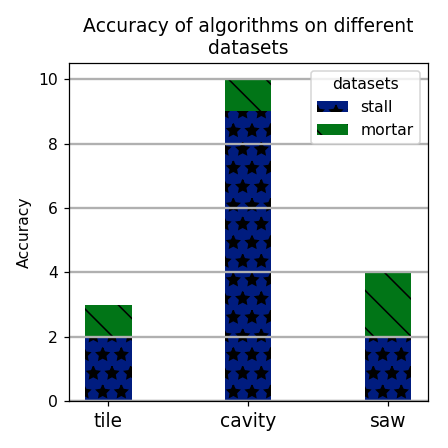 Accuracy of algorithms on different
datasets
datasets
stall
mortar
Accuracy
10
8
6
4
2
0
tile
cavity
saw